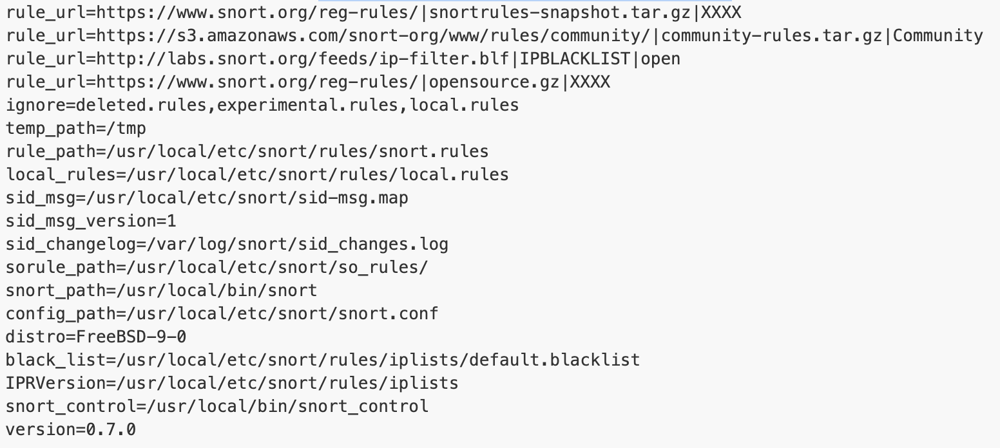 rule_url=https://www.snort.org/reg-rules/|snortrules-snapshot.tar.gz|XXXX
rule_url=https://s3.amazonaws.com/snort-org/www/rules/community/|community-rules.tar.gz|Community
rule_url=http://labs.snort.org/feeds/ip-filter.blf|IPBLACKLIST|open
rule_url=https://www.snort.org/reg-rules/|opensource.gz|XXXX
ignore=deleted.rules,experimental.rules,local.rules
temp_path=/tmp
rule_path=/usr/local/etc/snort/rules/snort.rules
local_rules=/usr/local/etc/snort/rules/local.rules
sid_msg=/usr/local/etc/snort/sid-msg.map
sid_msg_version=1
sid_changelog=/var/log/snort/sid_changes.log
sorule_path=/usr/local/etc/snort/so_rules/
snort_path=/usr/local/bin/snort
config_path=/usr/local/etc/snort/snort.conf
distro=FreeBSD-9-0
black_list=/usr/local/etc/snort/rules/iplists/default.blacklist
IPRVersion=/usr/local/etc/snort/rules/iplists
snort_control=/usr/local/bin/snort_control
version=0.7.0